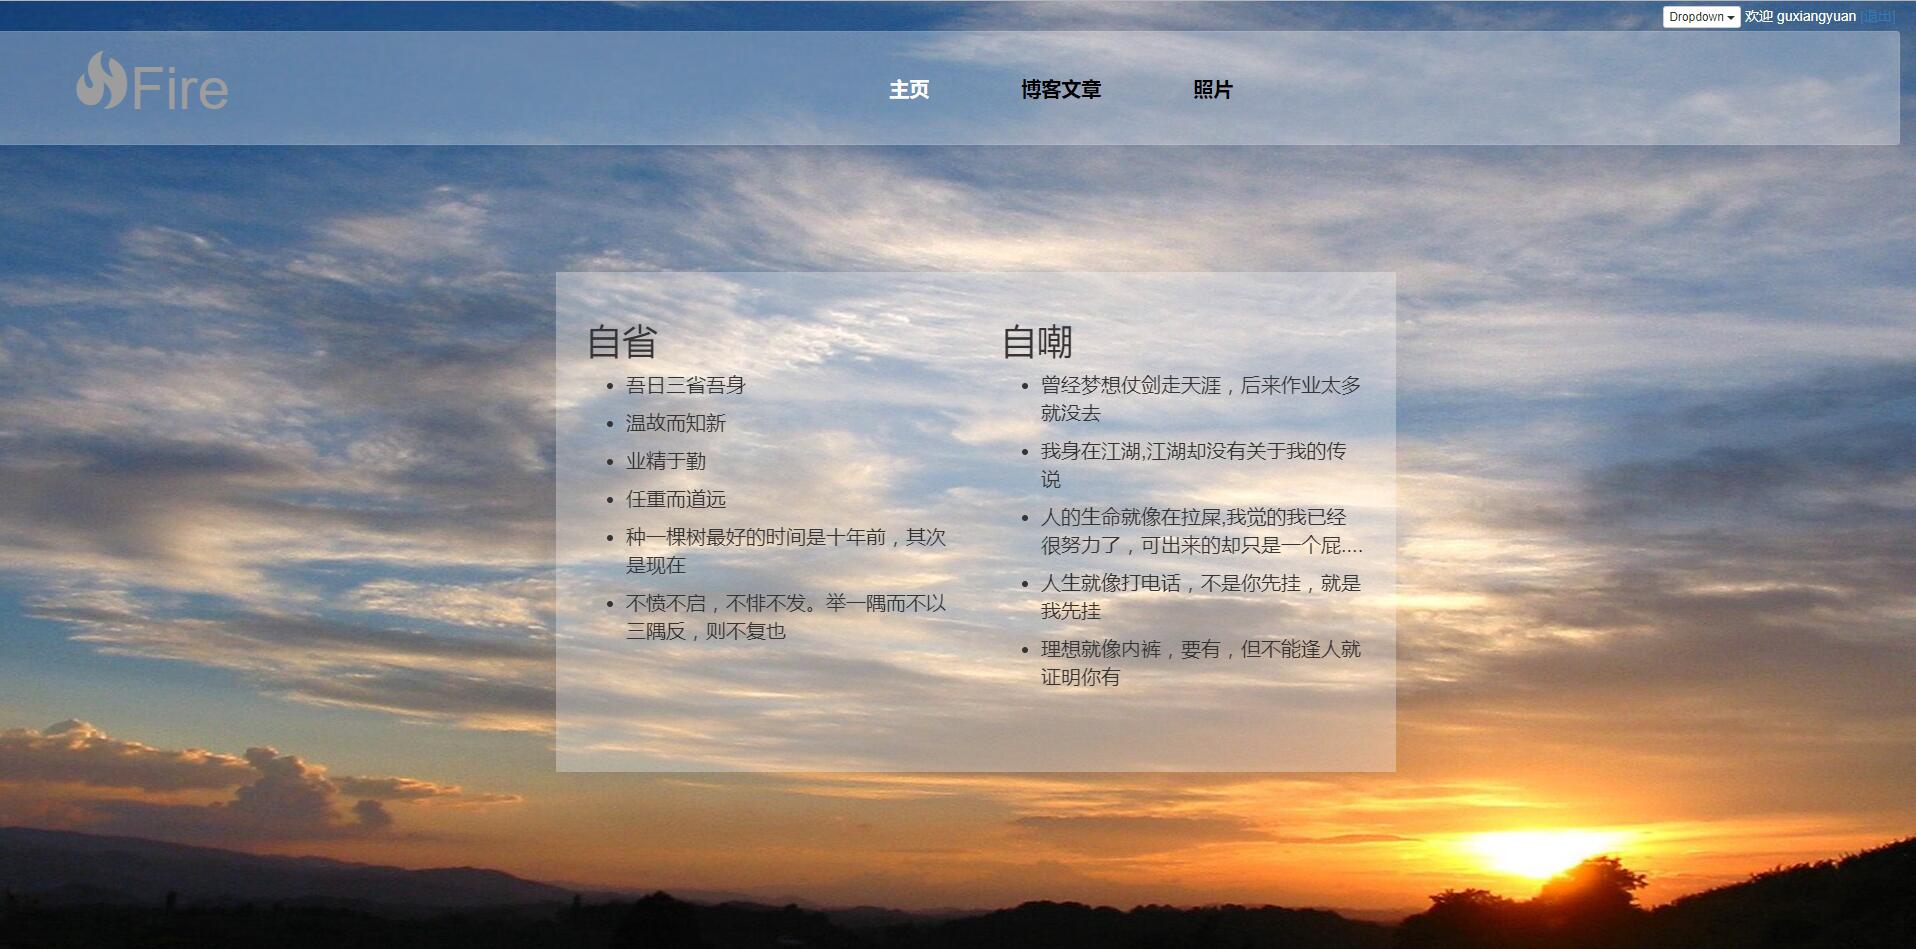 Dropdown 欢迎 guxiangyuan [退出]
Fire
主页 博客文章 照片
自省
吾日三省吾身
温故而知新
业精于勤
任重而道远
种一棵树最好的时间是十年前，其次
是现在
不愤不启，不悱不发。举一隅而不以
三隅反，则不复也
自嘲
曾经梦想仗剑走天涯，后来作业太多
就没去
我身在江湖,江湖却没有关于我的传
说
人的生命就像在拉屎,我觉的我已经
很努力了，可出来的却只是一个屁....
人生就像打电话，不是你先挂，就是
我先挂
理想就像内裤，要有，但不能逢人就
证明你有